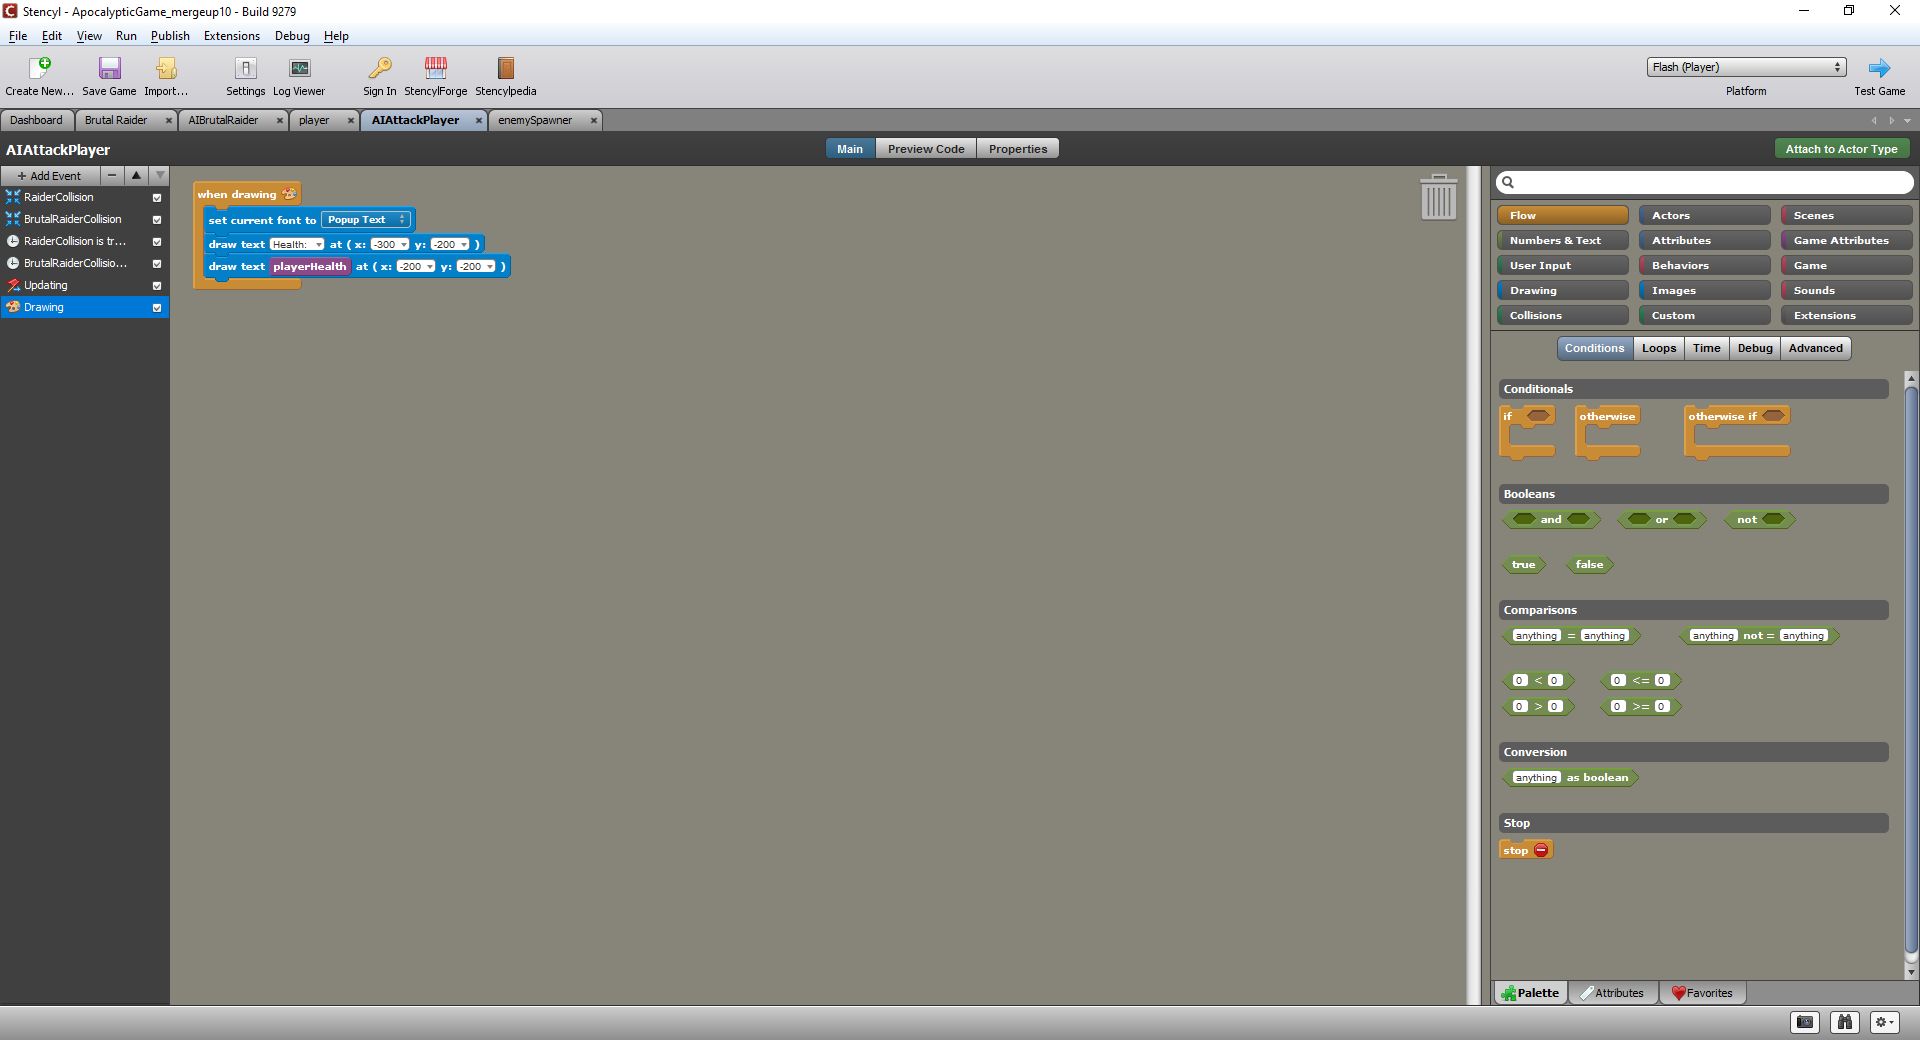 Stencyl - ApocalypticGame_mergeup10 - Build 9279
File Edit View Run Publish Extensions Debug Help
Create New... Save Game Import... Settings Log Viewer Sign In StencylForge Stencylpedia
Flash (Player)
Platform
Test Game
Dashboard Brutal Raider AIBrutalRaider player AIAttackPlayer enemySpawner
AIAttackPlayer
Main Preview Code Properties
Attach to Actor Type
+ Add Event
RaiderCollision
BrutalRaiderCollision
RaiderCollision is tr...
BrutalRaiderCollisio...
Updating
Drawing
when drawing
set current font to Popup Text
draw text Health: at ( x: -300 y: -200 )
draw text playerHealth at ( x: -200 y: -200 )
Flow Actors Scenes
Numbers & Text Attributes Game Attributes
User Input Behaviors Game
Drawing Images Sounds
Collisions Custom Extensions
Conditions Loops Time Debug Advanced
Conditionals
if otherwise otherwise if
Booleans
and or not
true false
Comparisons
anything = anything anything not = anything
0 < 0 0 <= 0
0 > 0 0 >= 0
Conversion
anything as boolean
Stop
stop
Palette Attributes Favorites